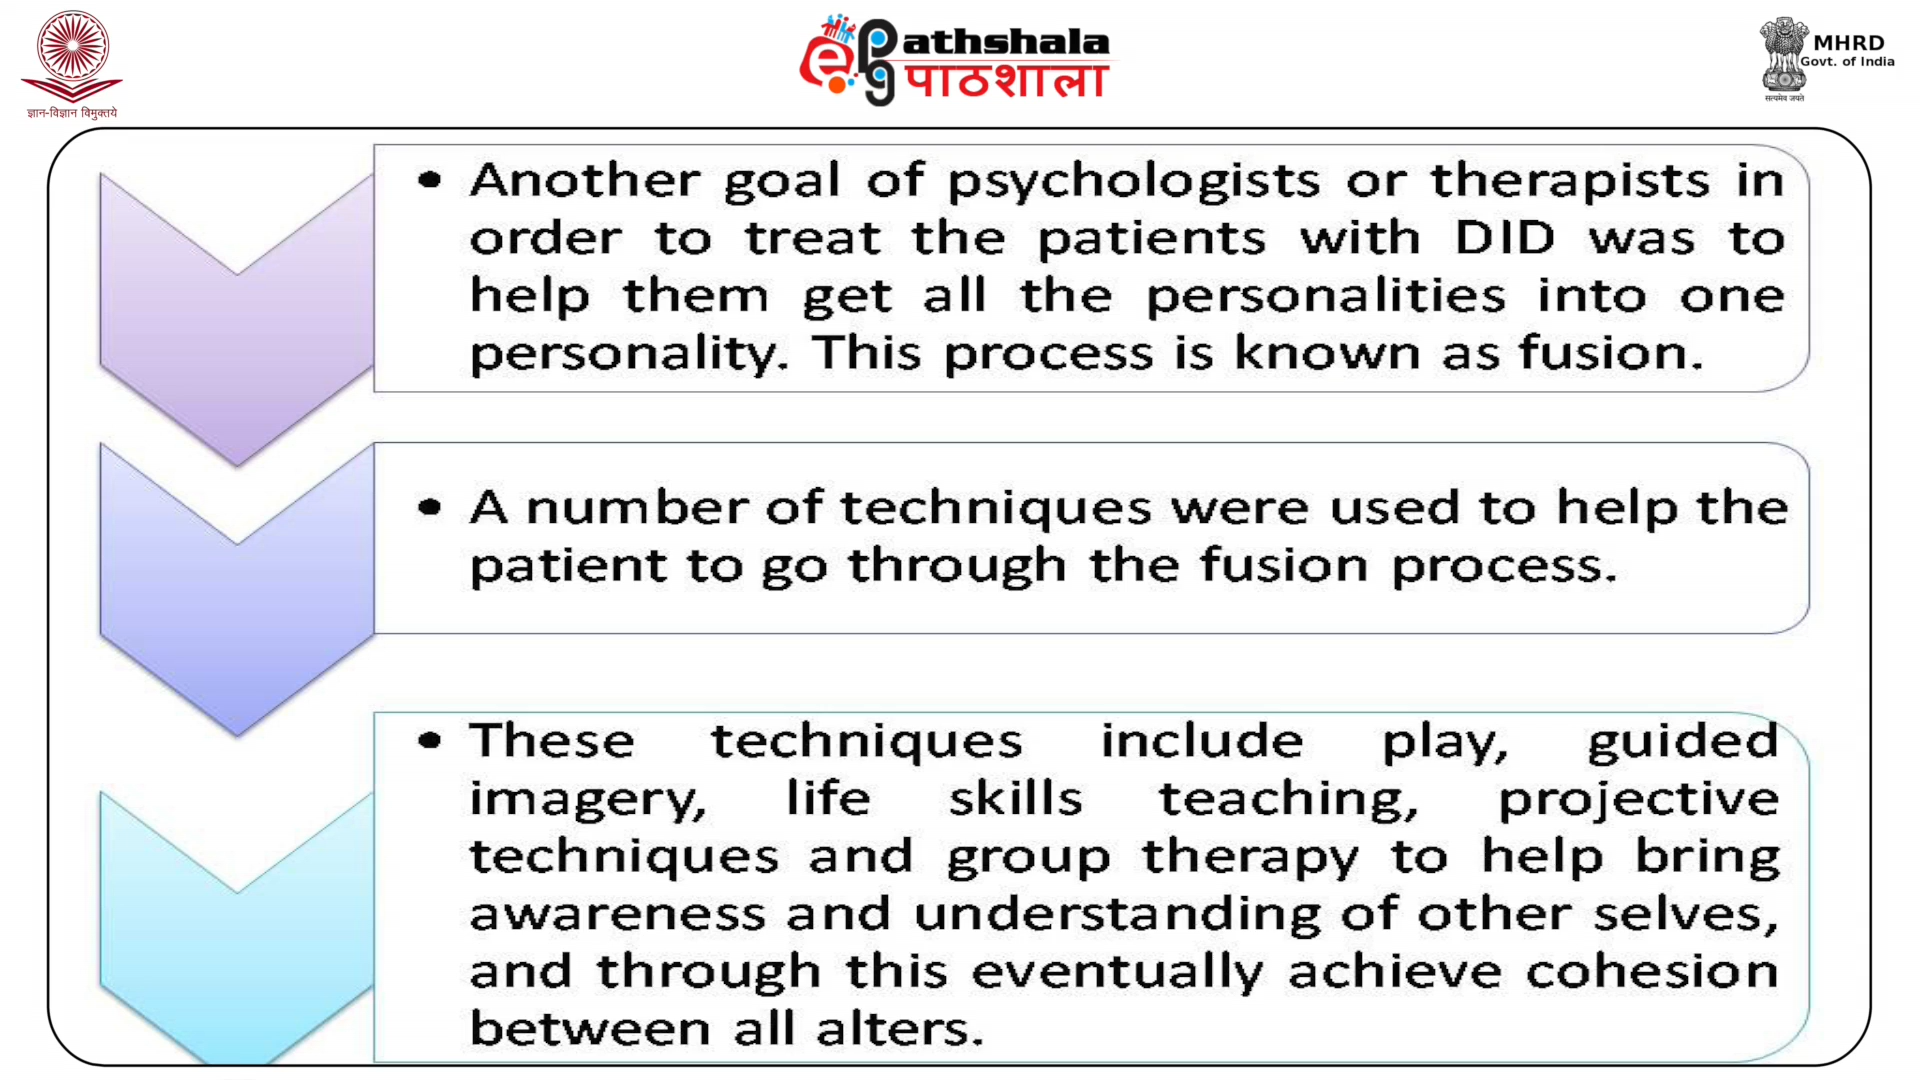 ज्ञान-विज्ञान विमुक्तये
e PG athshala
पाठशाला
MHRD
Govt. of India
सत्यमेव जयते
• Another goal of psychologists or therapists in
order to treat the patients with DID was to
help them get all the personalities into one
personality. This process is known as fusion.
• A number of techniques were used to help the
patient to go through the fusion process.
• These techniques include play, guided
imagery, life skills teaching, projective
techniques and group therapy to help bring
awareness and understanding of other selves,
and through this eventually achieve cohesion
between all alters.